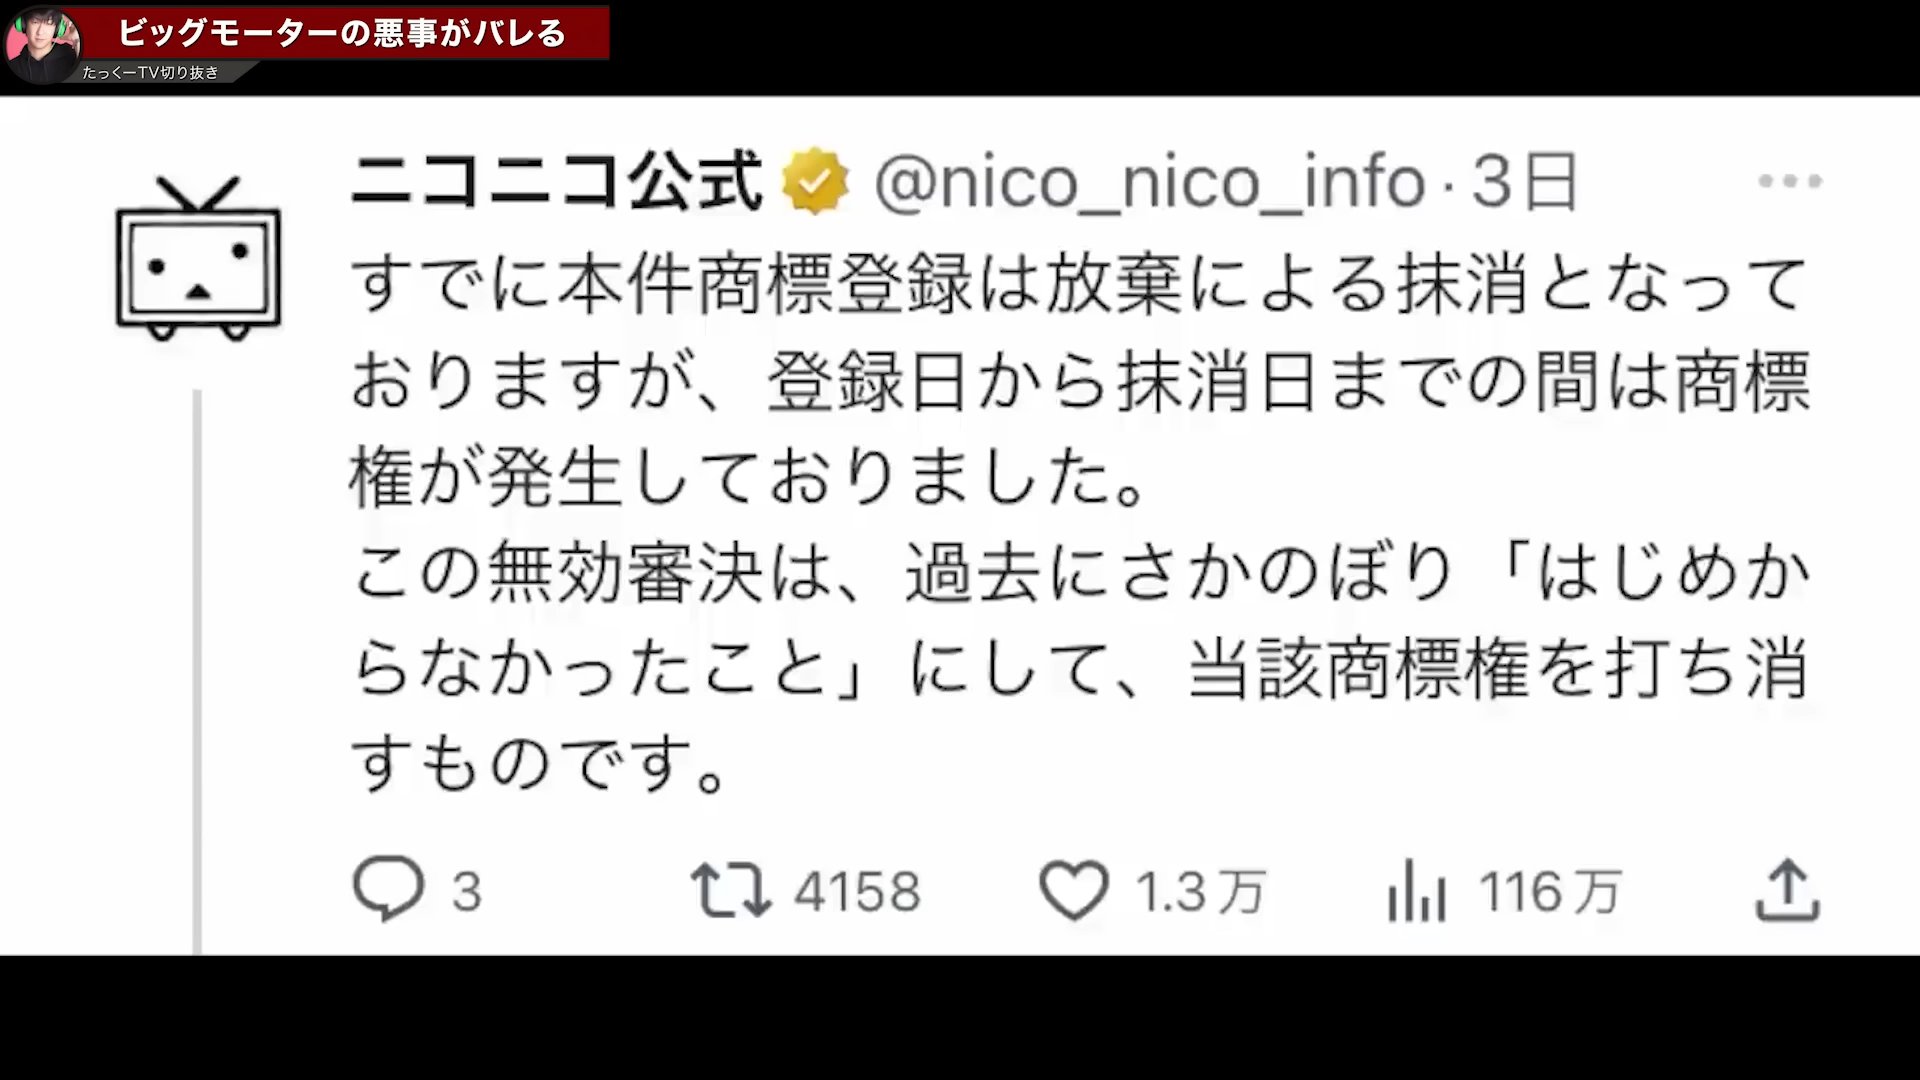 ビッグモーターの悪事がバレる
たっくーTV切り抜き
ニコニコ公式 @nico_nico_info · 3日
すでに本件商標登録は放棄による抹消となって
おりますが、登録日から抹消日までの間は商標
権が発生しておりました。
この無効審決は、過去にさかのぼり「はじめか
らなかったこと」にして、当該商標権を打ち消
すものです。
3 4158 1.3万 116万